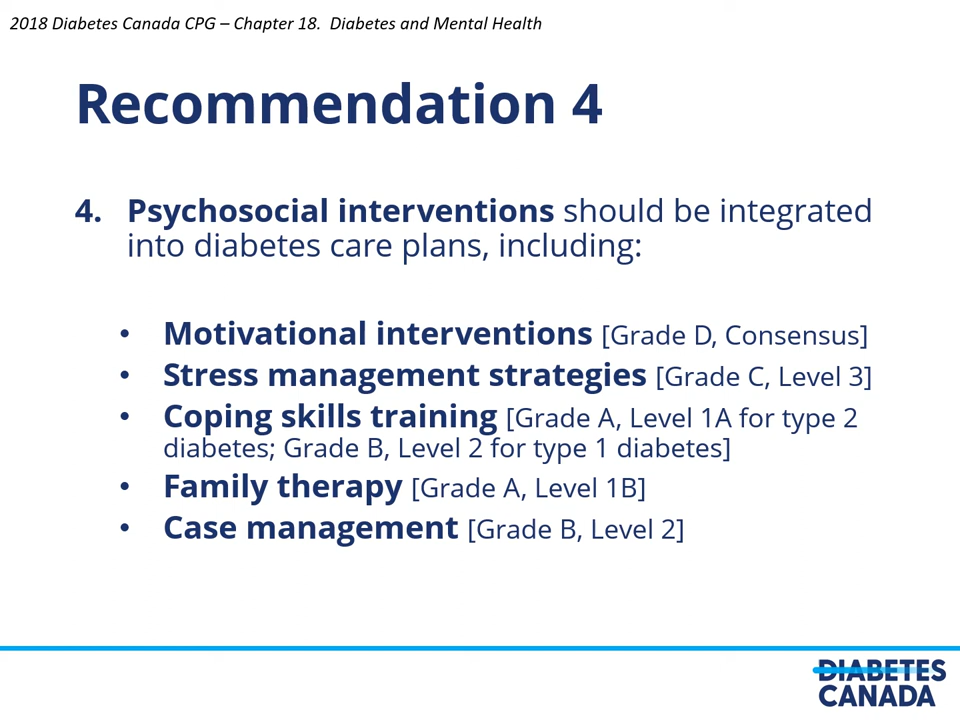 2018 Diabetes Canada CPG – Chapter 18.  Diabetes and Mental Health
Recommendation 4
4. Psychosocial interventions should be integrated
into diabetes care plans, including:
• Motivational interventions [Grade D, Consensus]
• Stress management strategies [Grade C, Level 3]
• Coping skills training [Grade A, Level 1A for type 2
diabetes; Grade B, Level 2 for type 1 diabetes]
• Family therapy [Grade A, Level 1B]
• Case management [Grade B, Level 2]
DIABETES
CANADA